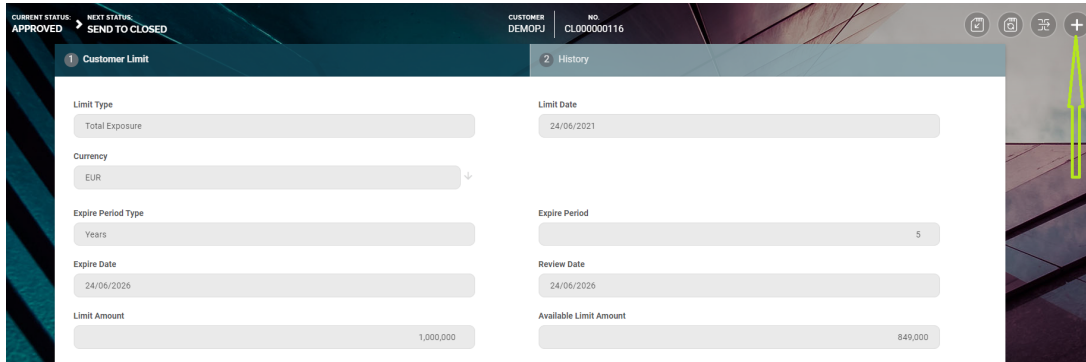 CURRENT STATUS:
APPROVED
NEXT STATUS:
SEND TO CLOSED
CUSTOMER
DEMOPJ
NO.
CL000000116
1 Customer Limit
2 History
Limit Type
Total Exposure
Limit Date
24/06/2021
Currency
EUR
Expire Period Type
Years
Expire Period
5
Expire Date
24/06/2026
Review Date
24/06/2026
Limit Amount
1,000,000
Available Limit Amount
849,000